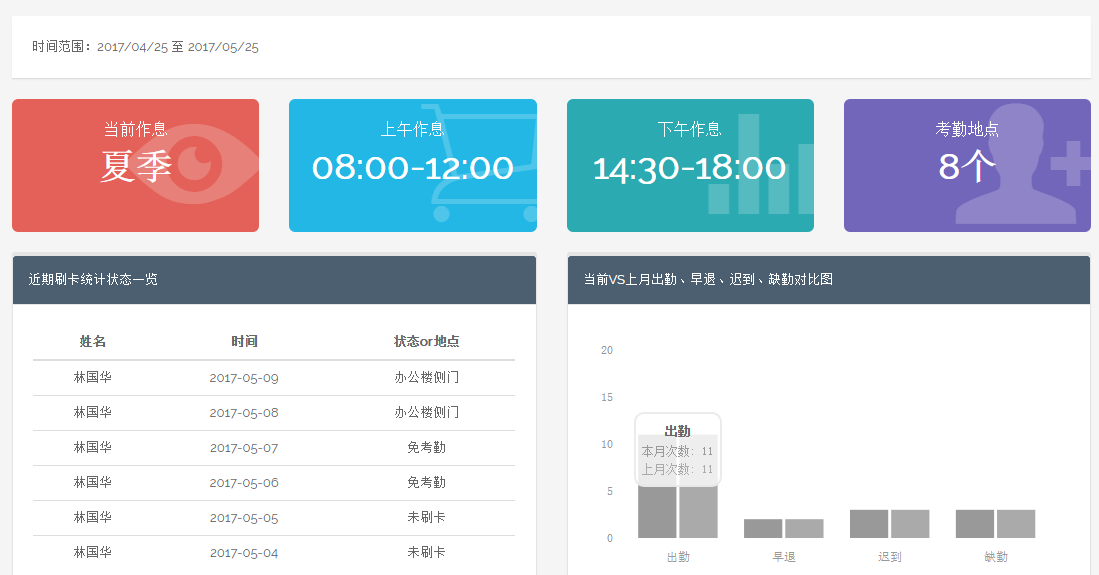 时间范围：2017/04/25 至 2017/05/25
当前作息
夏季
上午作息
08:00-12:00
下午作息
14:30-18:00
考勤地点
8个
近期刷卡统计状态一览
姓名 时间 状态or地点
林国华 2017-05-09 办公楼侧门
林国华 2017-05-08 办公楼侧门
林国华 2017-05-07 免考勤
林国华 2017-05-06 免考勤
林国华 2017-05-05 未刷卡
林国华 2017-05-04 未刷卡
当前VS上月出勤、早退、迟到、缺勤对比图
20
15
10
5
0
出勤
本月次数: 11
上月次数: 11
出勤 早退 迟到 缺勤